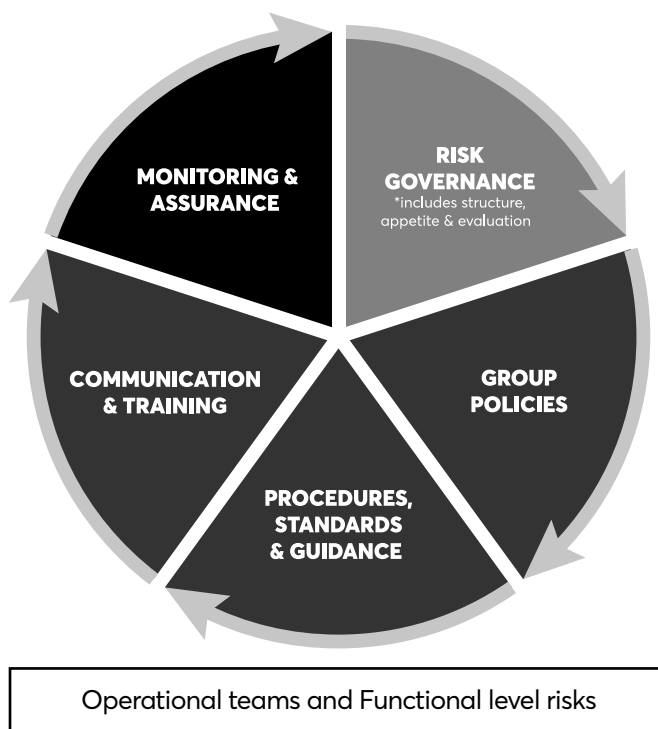 MONITORING &
ASSURANCE
RISK
GOVERNANCE
*includes structure,
appetite & evaluation
GROUP
POLICIES
PROCEDURES,
STANDARDS
& GUIDANCE
COMMUNICATION
& TRAINING
Operational teams and Functional level risks